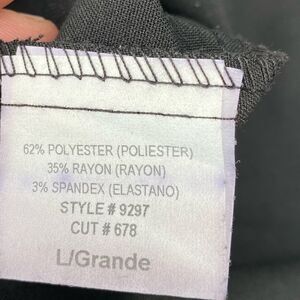 62% POLYESTER (POLIESTER)
35% RAYON (RAYON)
3% SPANDEX (ELASTANO)
STYLE # 9297
CUT # 678
L/Grande